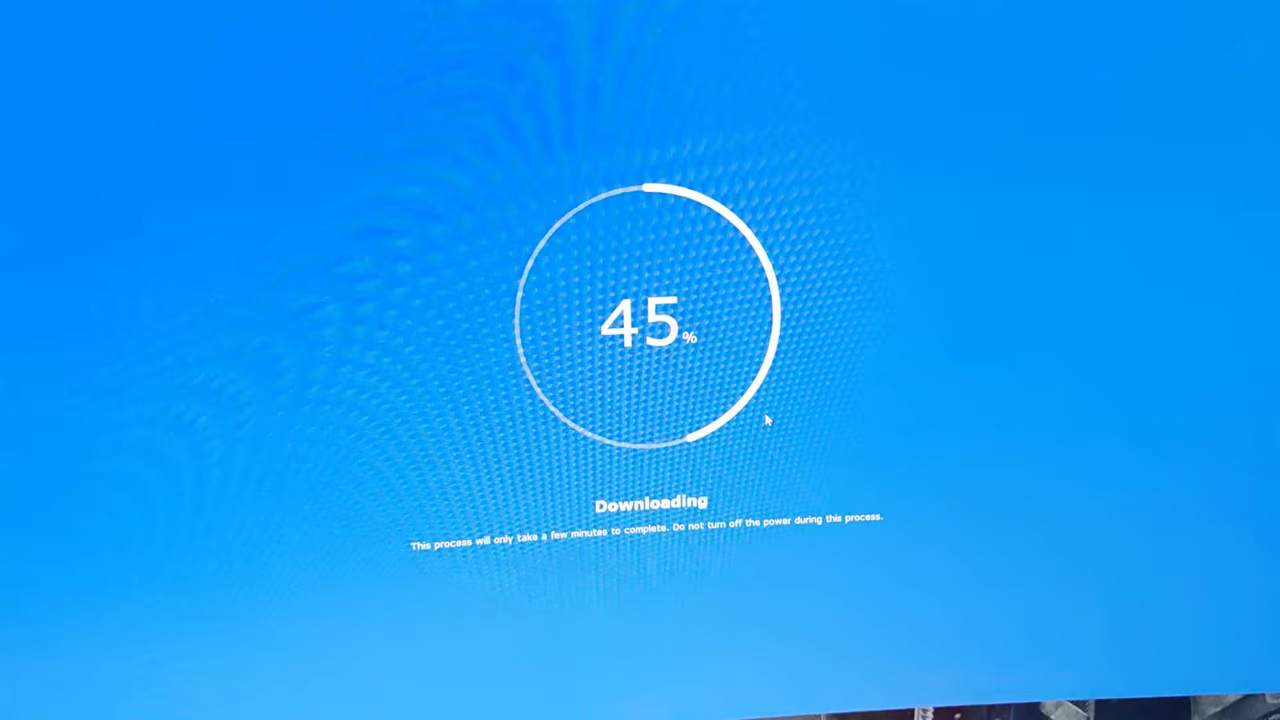 45%
Downloading
This process will only take a few minutes to complete. Do not turn off the power during this process.